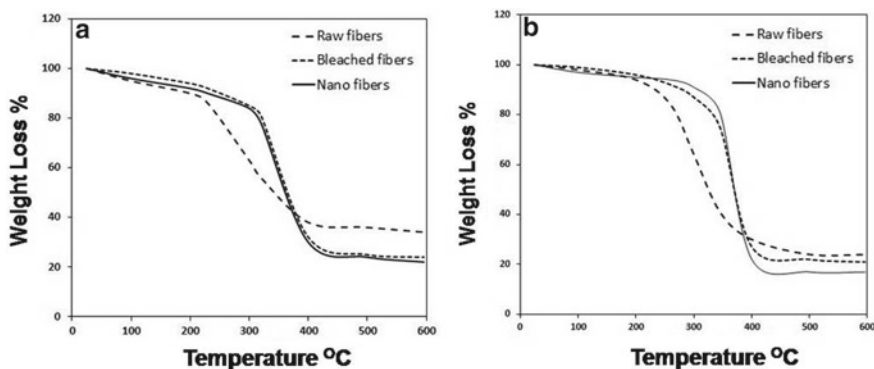 a
Raw fibers
Bleached fibers
Nano fibers
120
100
80
60
40
20
0
Weight Loss %
0 100 200 300 400 500 600
Temperature ᴼC
b
Raw fibers
Bleached fibers
Nano fibers
120
100
80
60
40
20
0
Weight Loss %
0 100 200 300 400 500 600
Temperature ᴼC